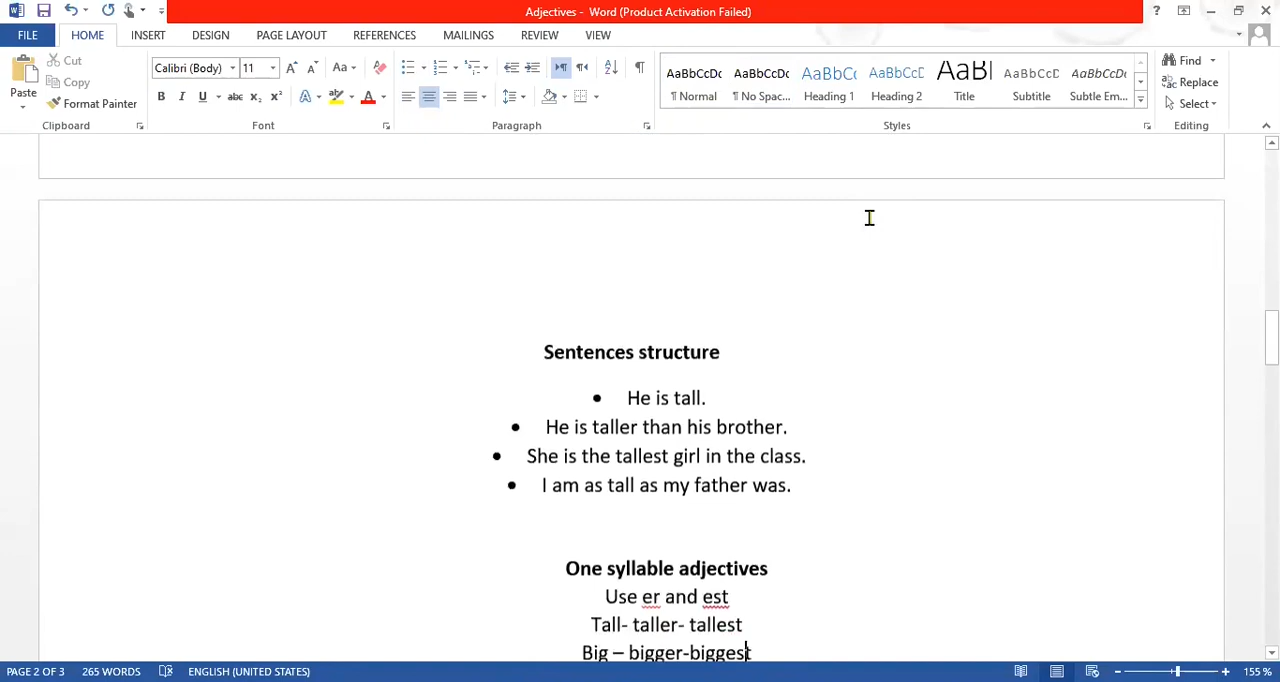 Adjectives - Word (Product Activation Failed)
?
FILE HOME INSERT DESIGN PAGE LAYOUT REFERENCES MAILINGS REVIEW VIEW
Paste
Cut
Copy
Format Painter
Clipboard
Calibri (Body) 11
Font
Paragraph
AaBbCcDc AaBbCcDc AaBbCc AaBbCcD AaBl AaBbCcD AaBbCcDc
¶ Normal ¶ No Spac... Heading 1 Heading 2 Title Subtitle Subtle Em...
Styles
Find
Replace
Select
Editing
Sentences structure
• He is tall.
• He is taller than his brother.
• She is the tallest girl in the class.
• I am as tall as my father was.
One syllable adjectives
Use er and est
Tall- taller- tallest
Big – bigger-biggest
PAGE 2 OF 3 265 WORDS ENGLISH (UNITED STATES) 155 %